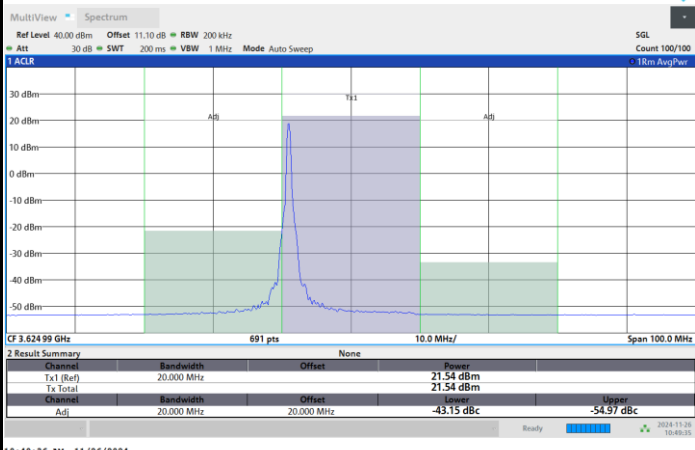 MultiView Spectrum
Ref Level 40.00 dBm Offset 11.10 dB RBW 200 kHz SGL
Att 30 dB SWT 200 ms VBW 1 MHz Mode Auto Sweep Count 100/100
1 ACLR 1Rm AvgPwr
30 dBm
Tx1
20 dBm Adj Adj
10 dBm
0 dBm
-10 dBm
-20 dBm
-30 dBm
-40 dBm
-50 dBm
CF 3.624 99 GHz 691 pts 10.0 MHz/ Span 100.0 MHz
2 Result Summary None
Channel Bandwidth Offset Power
Tx1 (Ref) 20.000 MHz 21.54 dBm
Tx Total 21.54 dBm
Channel Bandwidth Offset Lower Upper
Adj 20.000 MHz 20.000 MHz -43.15 dBc -54.97 dBc
Ready 2024-11-26
10:49:35